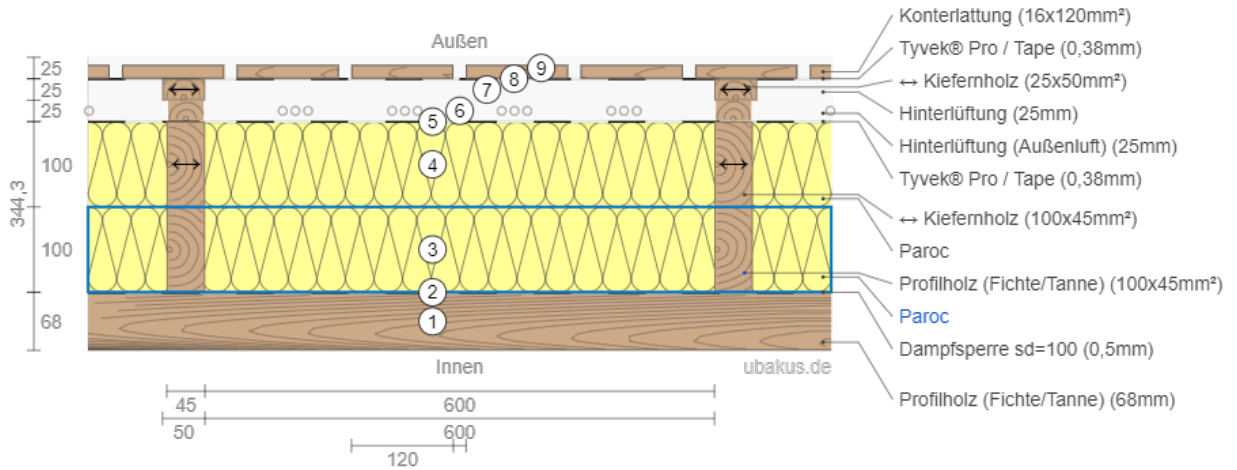 Außen
Konterlattung (16x120mm²)
Tyvek® Pro / Tape (0,38mm)
↔ Kiefernholz (25x50mm²)
Hinterlüftung (25mm)
Hinterlüftung (Außenluft) (25mm)
Tyvek® Pro / Tape (0,38mm)
↔ Kiefernholz (100x45mm²)
Paroc
Profilholz (Fichte/Tanne) (100x45mm²)
Paroc
Dampfsperre sd=100 (0,5mm)
Profilholz (Fichte/Tanne) (68mm)
25
25
25
100
100
68
344,3
9
8
7
6
5
4
3
2
1
Innen
ubakus.de
45
600
50
600
120